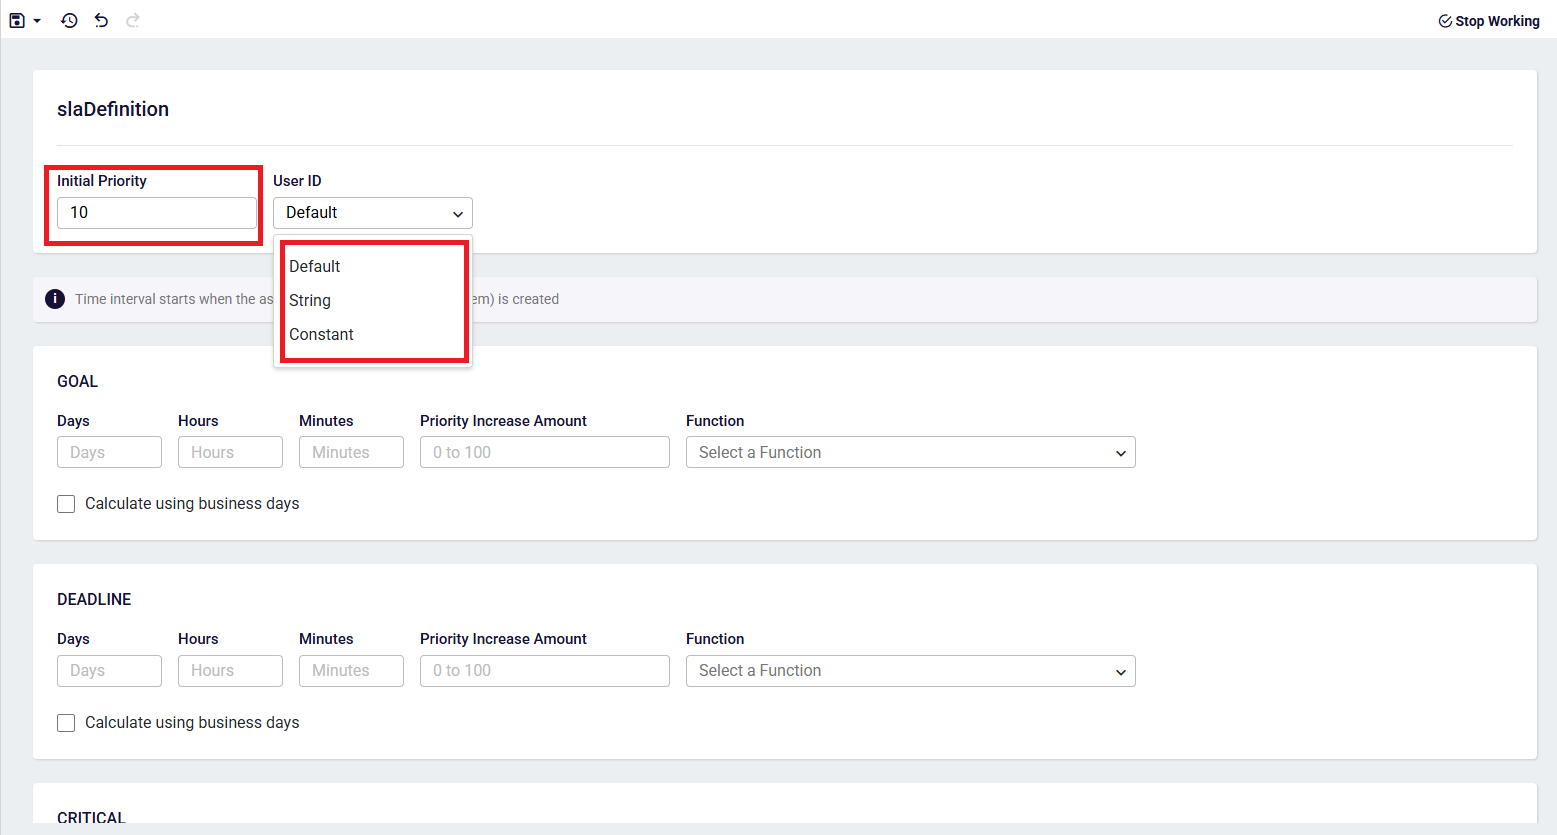 Stop Working
slaDefinition
Initial Priority User ID
10 Default
Default
String
Constant
Time interval starts when the as em) is created
GOAL
Days Hours Minutes Priority Increase Amount Function
Days Hours Minutes 0 to 100 Select a Function
Calculate using business days
DEADLINE
Days Hours Minutes Priority Increase Amount Function
Days Hours Minutes 0 to 100 Select a Function
Calculate using business days
CRITICAL